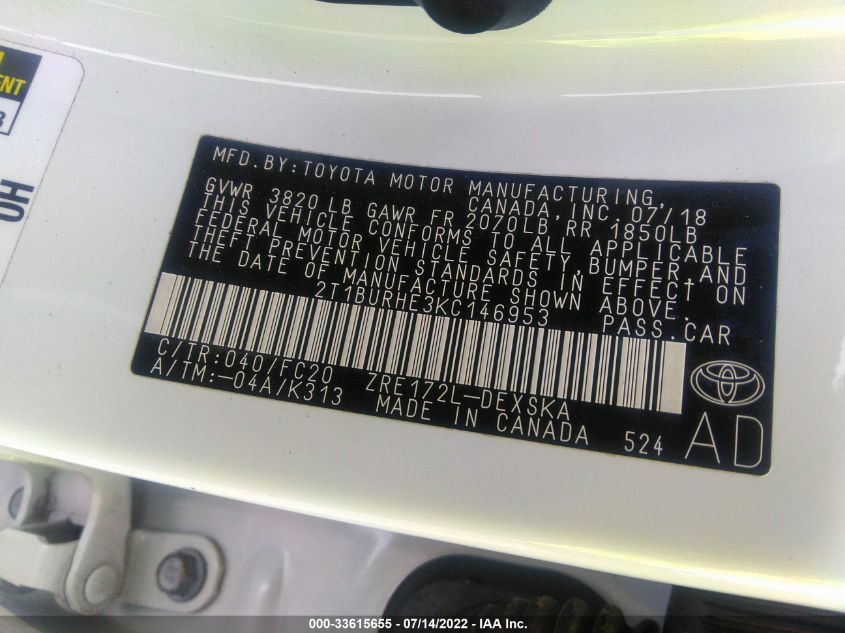 ENT
3
OH
MFD. BY: TOYOTA MOTOR MANUFACTURING,
CANADA, INC. 07/18
GVWR 3820 LB GAWR FR 2070LB, RR 1850LB
THIS VEHICLE CONFORMS TO ALL APPLICABLE
FEDERAL MOTOR VEHICLE SAFETY, BUMPER, AND
THEFT PREVENTION STANDARDS IN EFFECT ON
THE DATE OF MANUFACTURE SHOWN ABOVE.
2T1BURHE3KC146953 PASS. CAR
C/TR: 040/FC20 ZRE172L-DEXSKA
A/TM: -04A/K313 MADE IN CANADA 524
AD
000-33615655 - 07/14/2022 - IAA Inc.